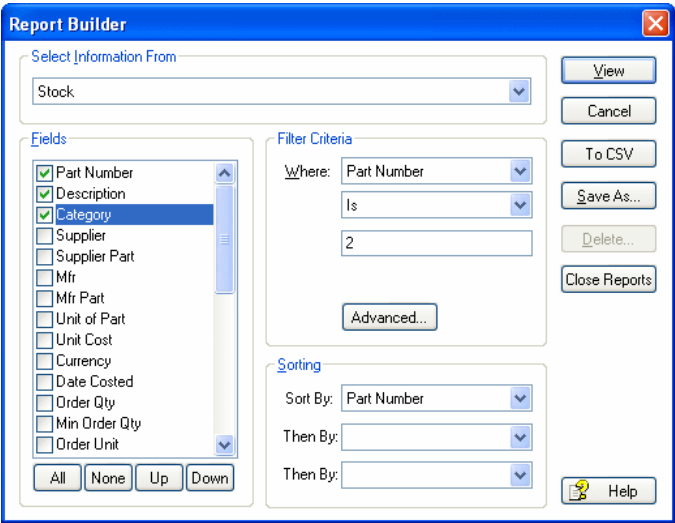 Report Builder
Select Information From
Stock
View
Cancel
To CSV
Save As...
Delete...
Close Reports
Fields
Part Number
Description
Category
Supplier
Supplier Part
Mfr
Mfr Part
Unit of Part
Unit Cost
Currency
Date Costed
Order Qty
Min Order Qty
Order Unit
All None Up Down
Filter Criteria
Where: Part Number
Is
2
Advanced...
Sorting
Sort By: Part Number
Then By:
Then By:
Help